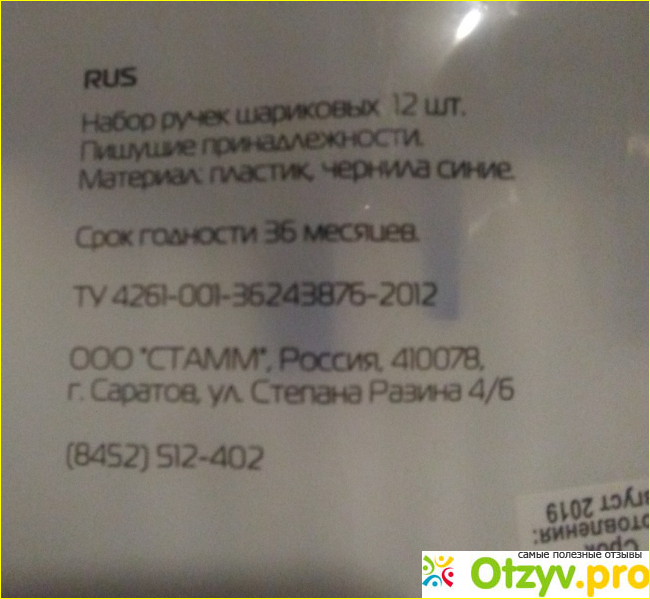 RUS
Набор ручек шариковых 12 шт.
Пишущие принадлежности.
Материал: пластик, чернила синие.
Срок годности 36 месяцев.
ТУ 4261-001-36243876-2012
ООО "СТАММ", Россия, 410078,
г. Саратов, ул. Степана Разина 4/6
(8452) 512-402
Срок
2019
самые полезные отзывы
Otzyv.pro